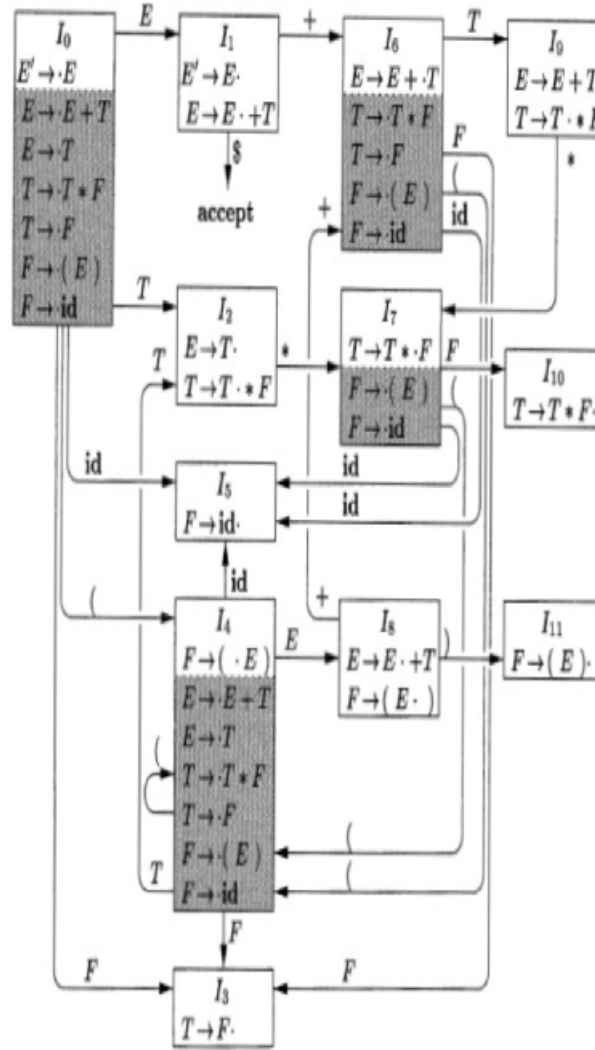 I₀
E' → ·E
E → ·E + T
E → ·T
T → ·T * F
T → ·F
F → ·( E )
F → ·id
E
I₁
E' → E·
E → E· + T
$
accept
+
I₆
E → E + ·T
T → ·T * F
T → ·F
F → ·( E )
F → ·id
T
I₉
E → E + T
T → T · * F
*
F
(
id
+
T
I₂
E → T·
T → T · * F
*
I₇
T → T * ·F
F → ·( E )
F → ·id
F
(
I₁₀
T → T * F·
T
id
I₅
F → id·
id
id
id
(
I₄
F → ( · E )
E → ·E + T
E → ·T
T → ·T * F
T → ·F
F → ·( E )
F → ·id
E
+
I₈
E → E · + T
F → ( E · )
)
I₁₁
F → ( E ) ·
(
(
(
T
F
F
I₃
T → F·
F